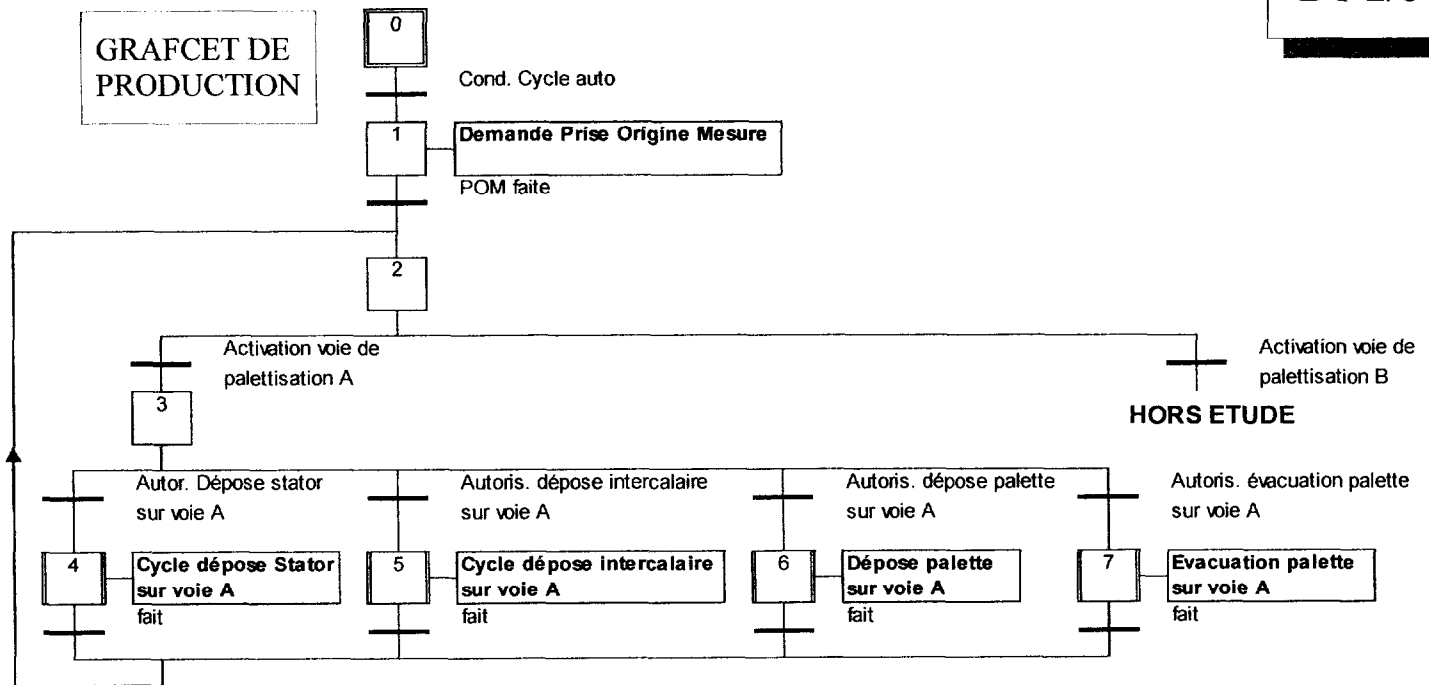 GRAFCET DE
PRODUCTION
0
Cond. Cycle auto
1
Demande Prise Origine Mesure
POM faite
2
Activation voie de
palettisation A
Activation voie de
palettisation B
3
HORS ETUDE
Autor. Dépose stator
sur voie A
Autoris. dépose intercalaire
sur voie A
Autoris. dépose palette
sur voie A
Autoris. évacuation palette
sur voie A
4
Cycle dépose Stator
sur voie A
fait
5
Cycle dépose intercalaire
sur voie A
fait
6
Dépose palette
sur voie A
fait
7
Evacuation palette
sur voie A
fait